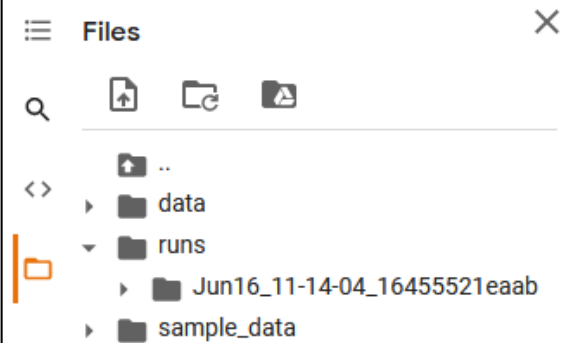 Files
..
data
runs
Jun16_11-14-04_16455521eaab
sample_data